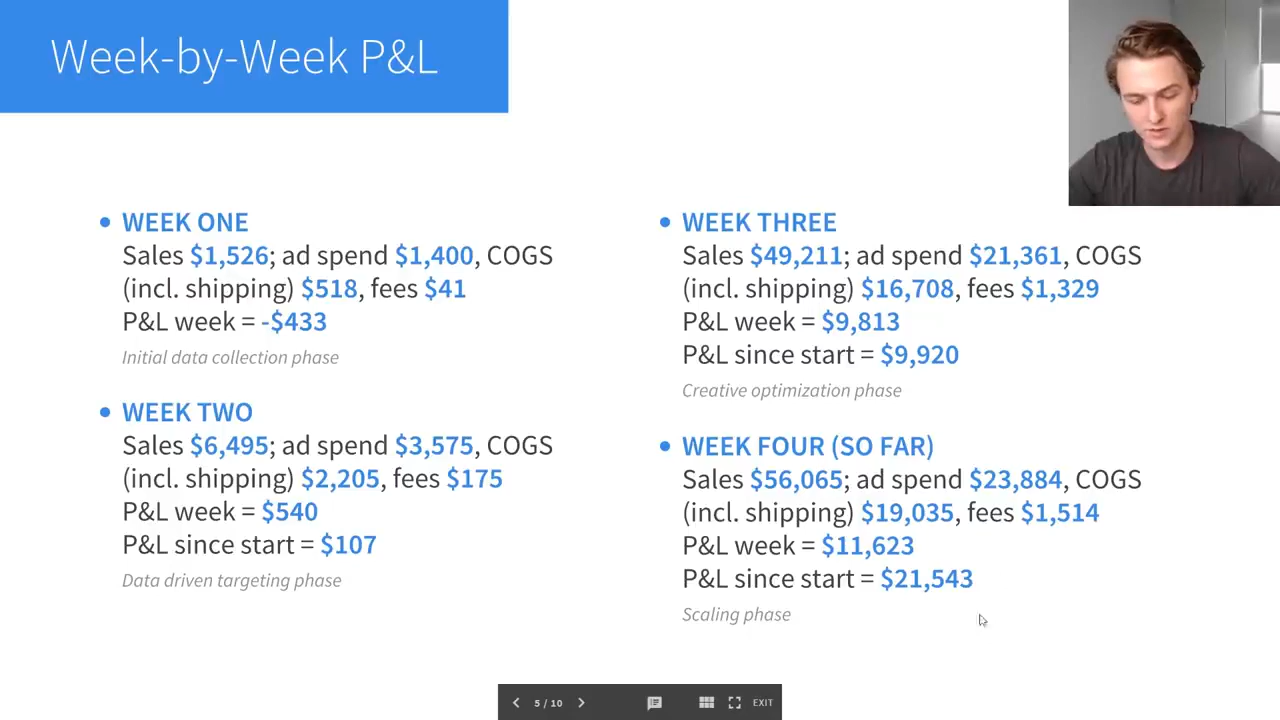 Week-by-Week P&L
WEEK ONE
Sales $1,526; ad spend $1,400, COGS
(incl. shipping) $518, fees $41
P&L week = -$433
Initial data collection phase
WEEK TWO
Sales $6,495; ad spend $3,575, COGS
(incl. shipping) $2,205, fees $175
P&L week = $540
P&L since start = $107
Data driven targeting phase
WEEK THREE
Sales $49,211; ad spend $21,361, COGS
(incl. shipping) $16,708, fees $1,329
P&L week = $9,813
P&L since start = $9,920
Creative optimization phase
WEEK FOUR (SO FAR)
Sales $56,065; ad spend $23,884, COGS
(incl. shipping) $19,035, fees $1,514
P&L week = $11,623
P&L since start = $21,543
Scaling phase
5 / 10
EXIT